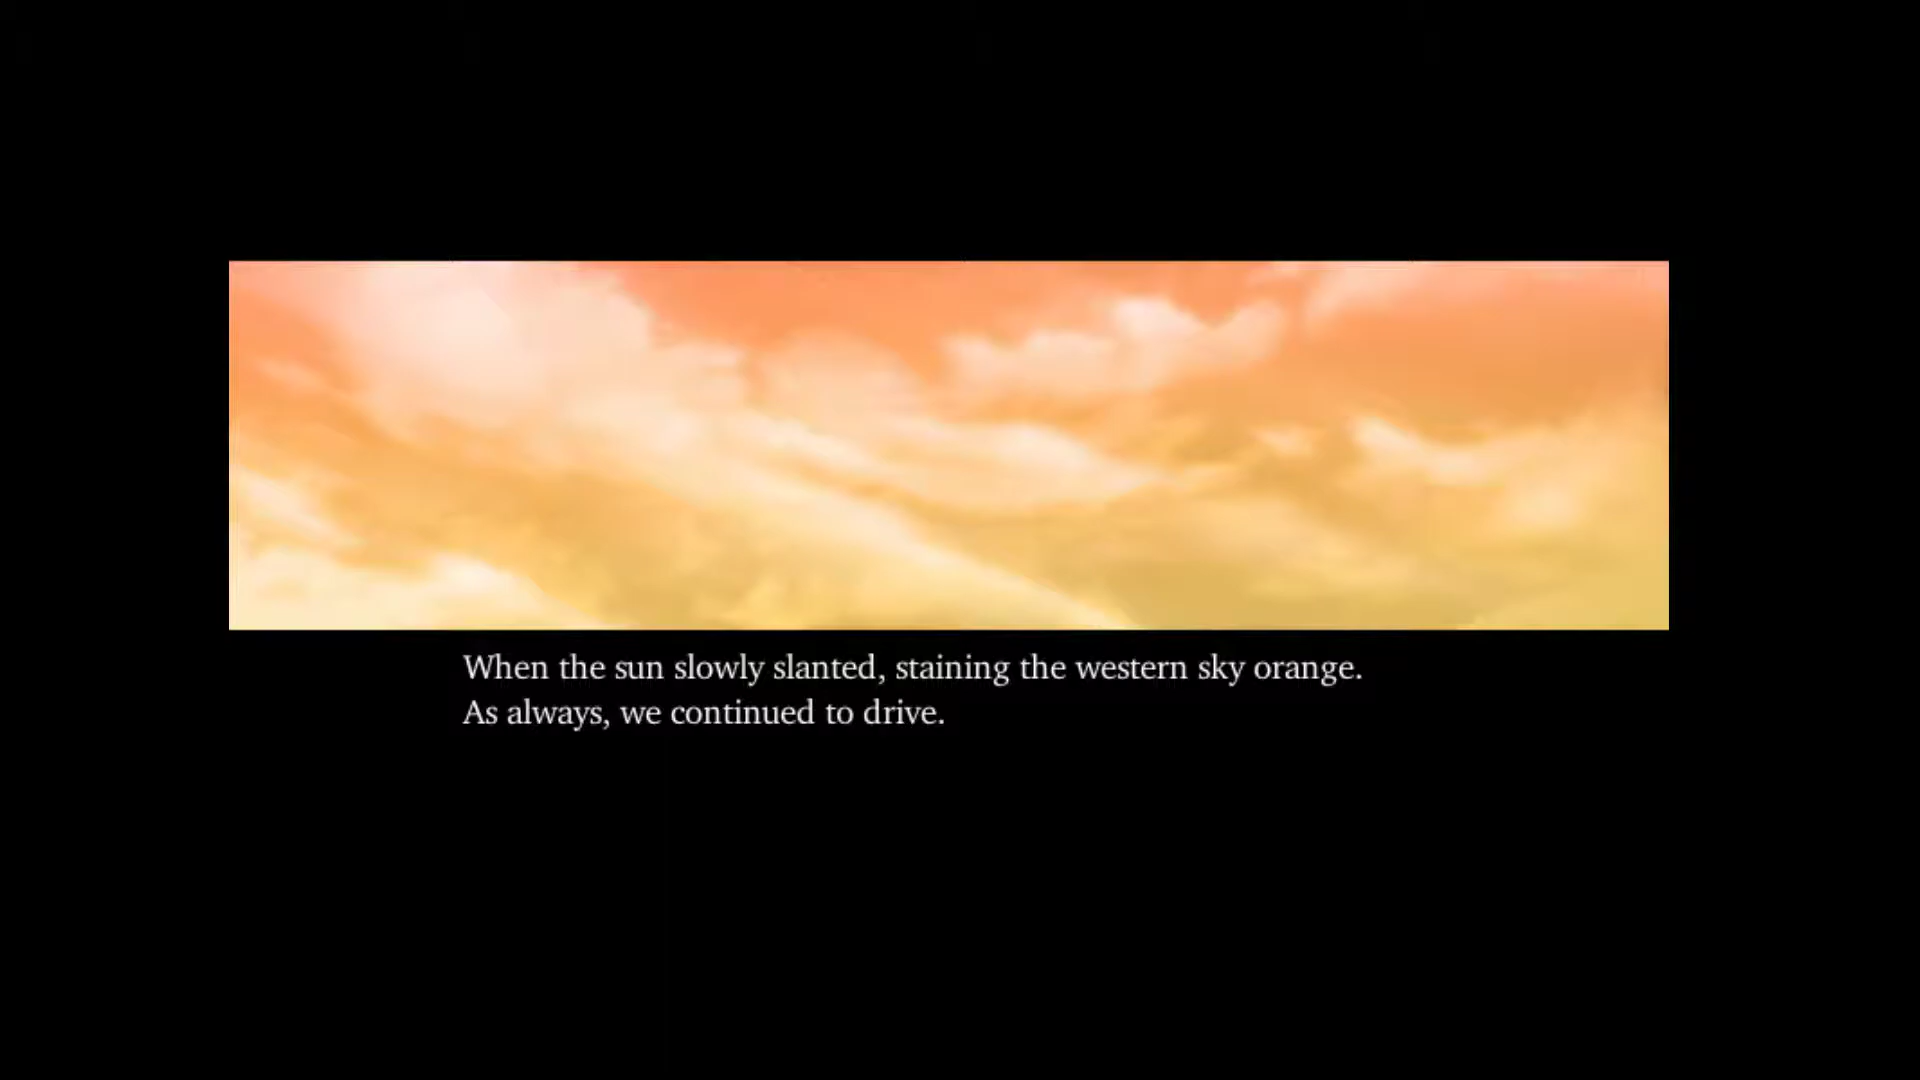 When the sun slowly slanted, staining the western sky orange.
As always, we continued to drive.